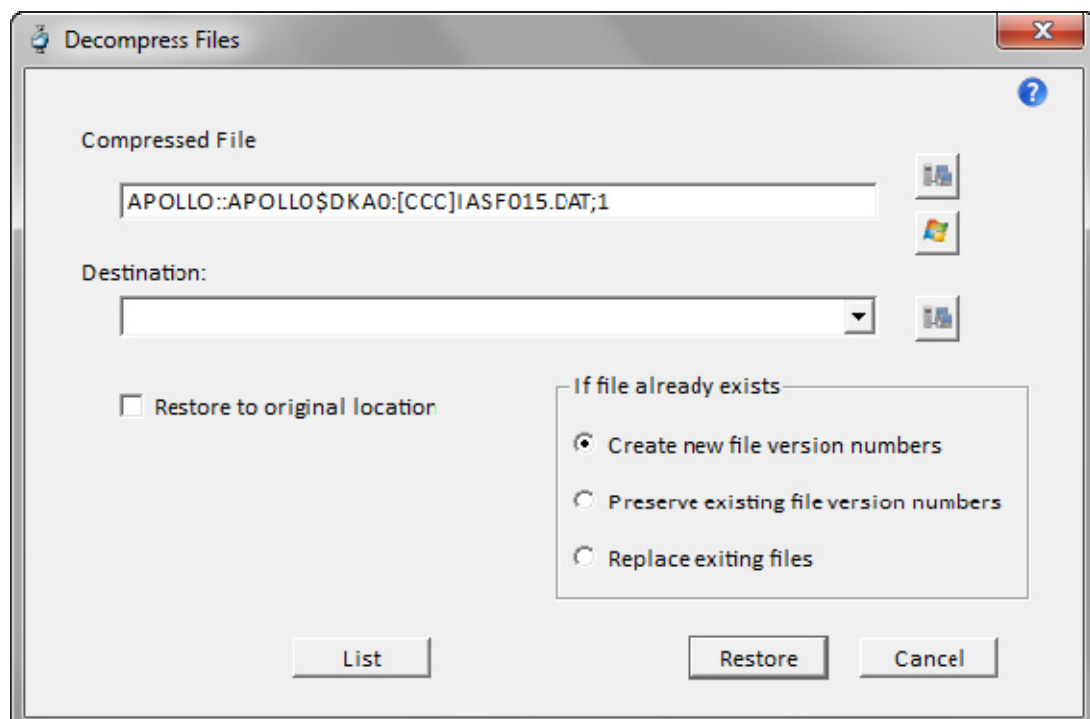 Decompress Files
Compressed File
APOLLO::APOLLO$DKA0:[CCC]IASF015.DAT;1
Destination:
If file already exists
Restore to original location
Create new file version numbers
Preserve existing file version numbers
Replace exiting files
List
Restore
Cancel